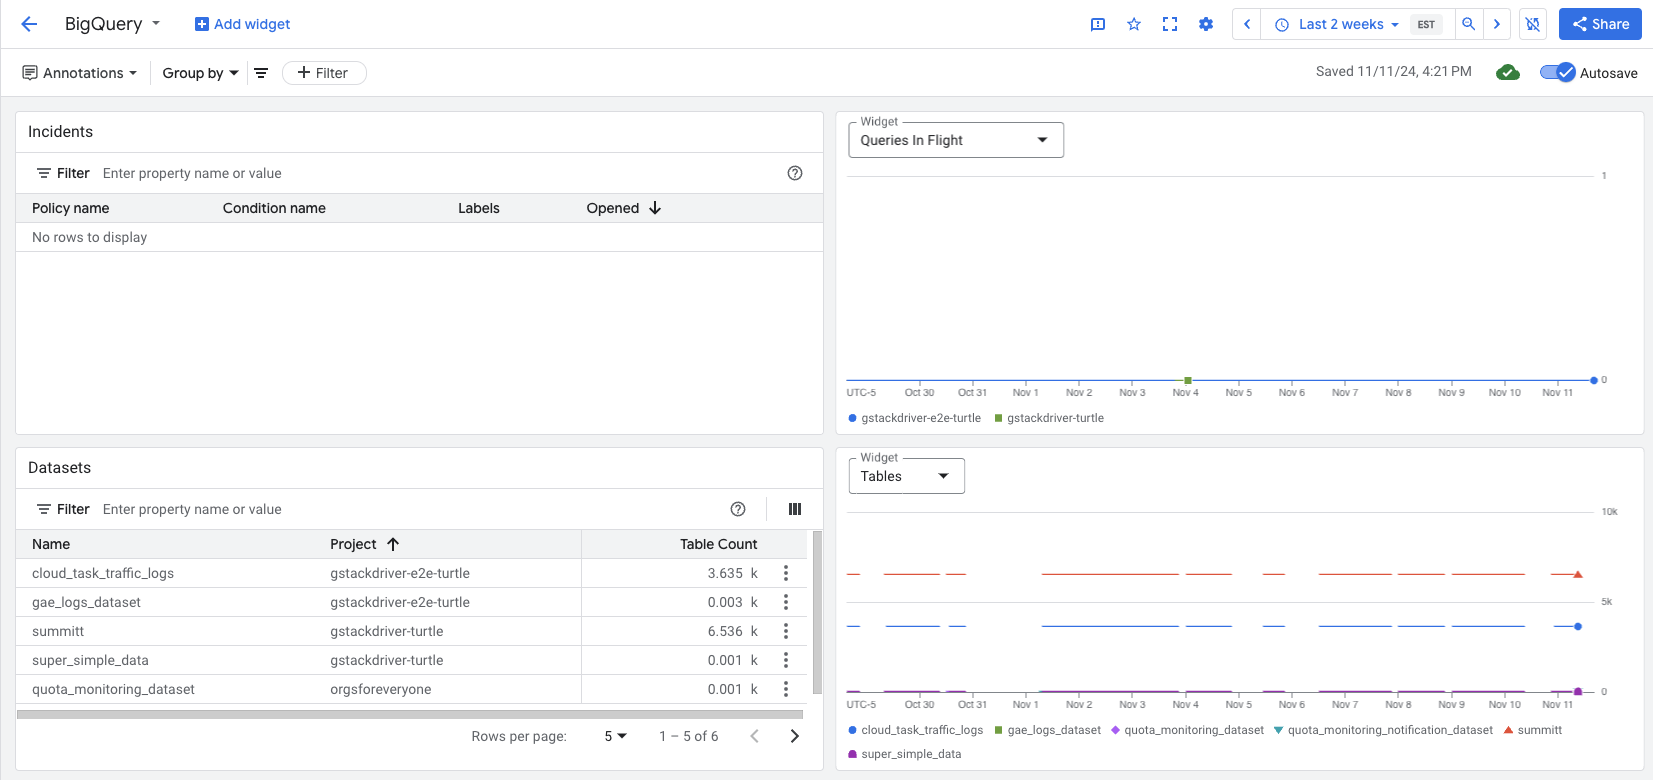 BigQuery Add widget Last 2 weeks EST Share
Annotations Group by Filter Saved 11/11/24, 4:21 PM Autosave
Incidents
Filter Enter property name or value
Policy name Condition name Labels Opened
No rows to display
Widget
Queries In Flight
1
0
UTC-5 Oct 30 Oct 31 Nov 1 Nov 2 Nov 3 Nov 4 Nov 5 Nov 6 Nov 7 Nov 8 Nov 9 Nov 10 Nov 11
gstackdriver-e2e-turtle gstackdriver-turtle
Datasets
Filter Enter property name or value
Name Project Table Count
cloud_task_traffic_logs gstackdriver-e2e-turtle 3.635 k
gae_logs_dataset gstackdriver-e2e-turtle 0.003 k
summitt gstackdriver-turtle 6.536 k
super_simple_data gstackdriver-turtle 0.001 k
quota_monitoring_dataset orgsforeveryone 0.001 k
Rows per page: 5 1 – 5 of 6
Widget
Tables
10k
5k
0
UTC-5 Oct 30 Oct 31 Nov 1 Nov 2 Nov 3 Nov 4 Nov 5 Nov 6 Nov 7 Nov 8 Nov 9 Nov 10 Nov 11
cloud_task_traffic_logs gae_logs_dataset quota_monitoring_dataset quota_monitoring_notification_dataset summitt
super_simple_data